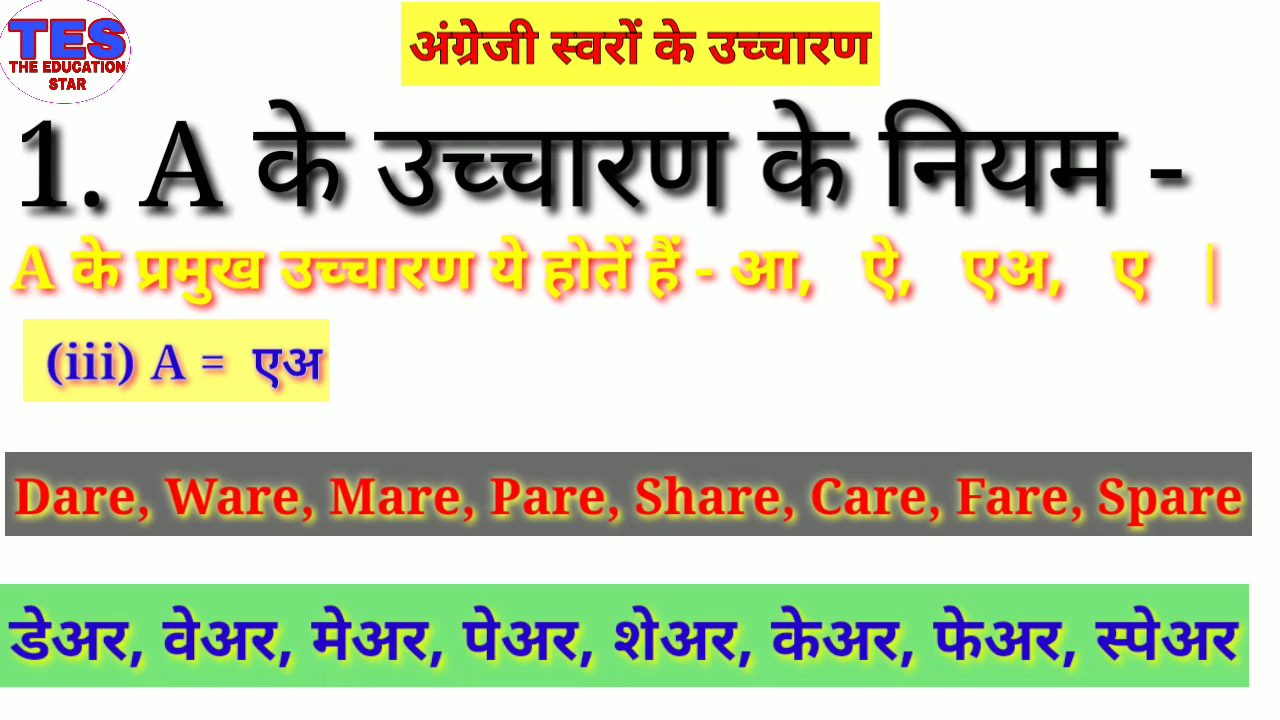 TES
THE EDUCATION
STAR
अंग्रेजी स्वरों के उच्चारण
1. A के उच्चारण के नियम -
A के प्रमुख उच्चारण ये होतें हैं - आ, ऐ, एअ, ए |
(iii) A = एअ
Dare, Ware, Mare, Pare, Share, Care, Fare, Spare
डेअर, वेअर, मेअर, पेअर, शेअर, केअर, फेअर, स्पेअर